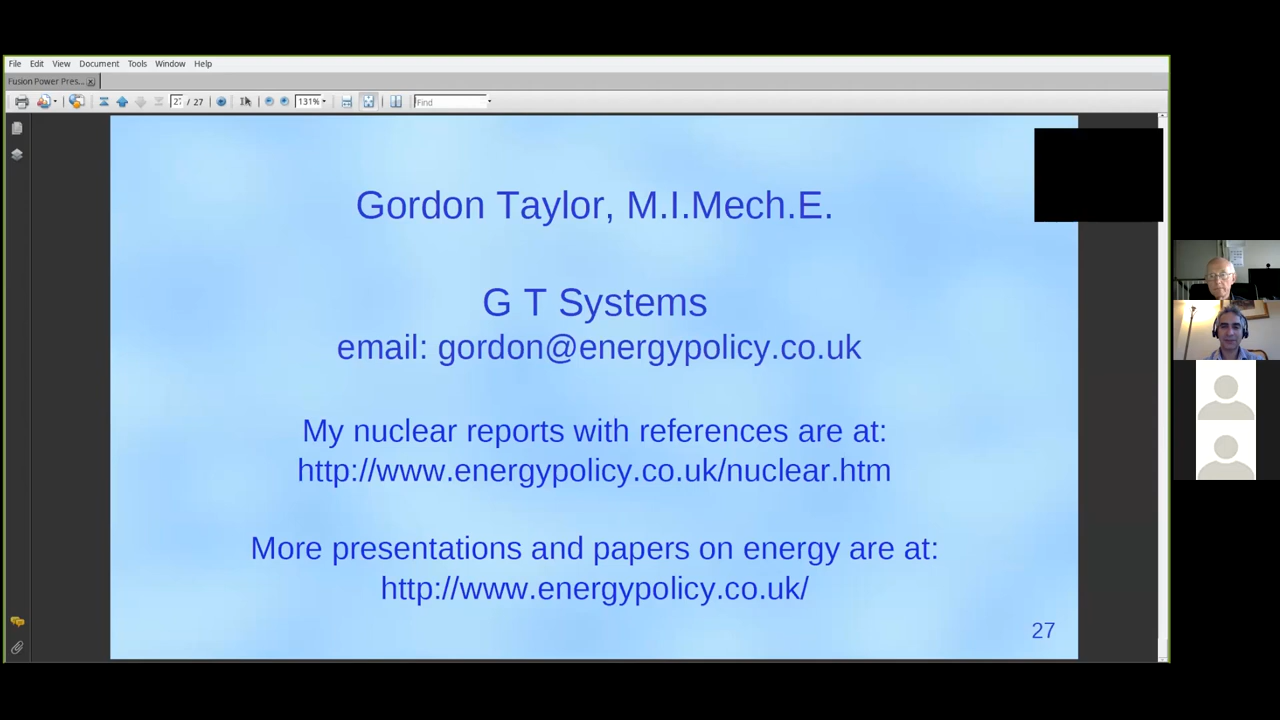 File Edit View Document Tools Window Help
Fusion Power Pres...
27 / 27 131% Find
Gordon Taylor, M.I.Mech.E.
G T Systems
email: gordon@energypolicy.co.uk
My nuclear reports with references are at:
http://www.energypolicy.co.uk/nuclear.htm
More presentations and papers on energy are at:
http://www.energypolicy.co.uk/
27